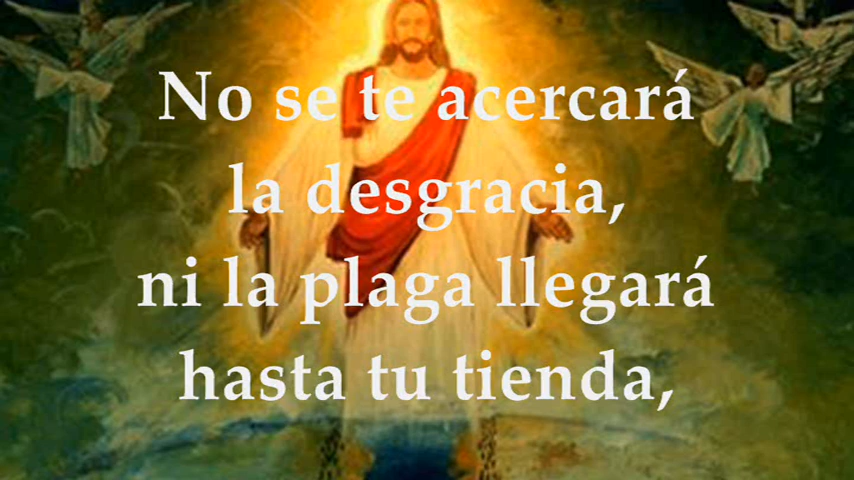 No se te acercará
la desgracia,
ni la plaga llegará
hasta tu tienda,